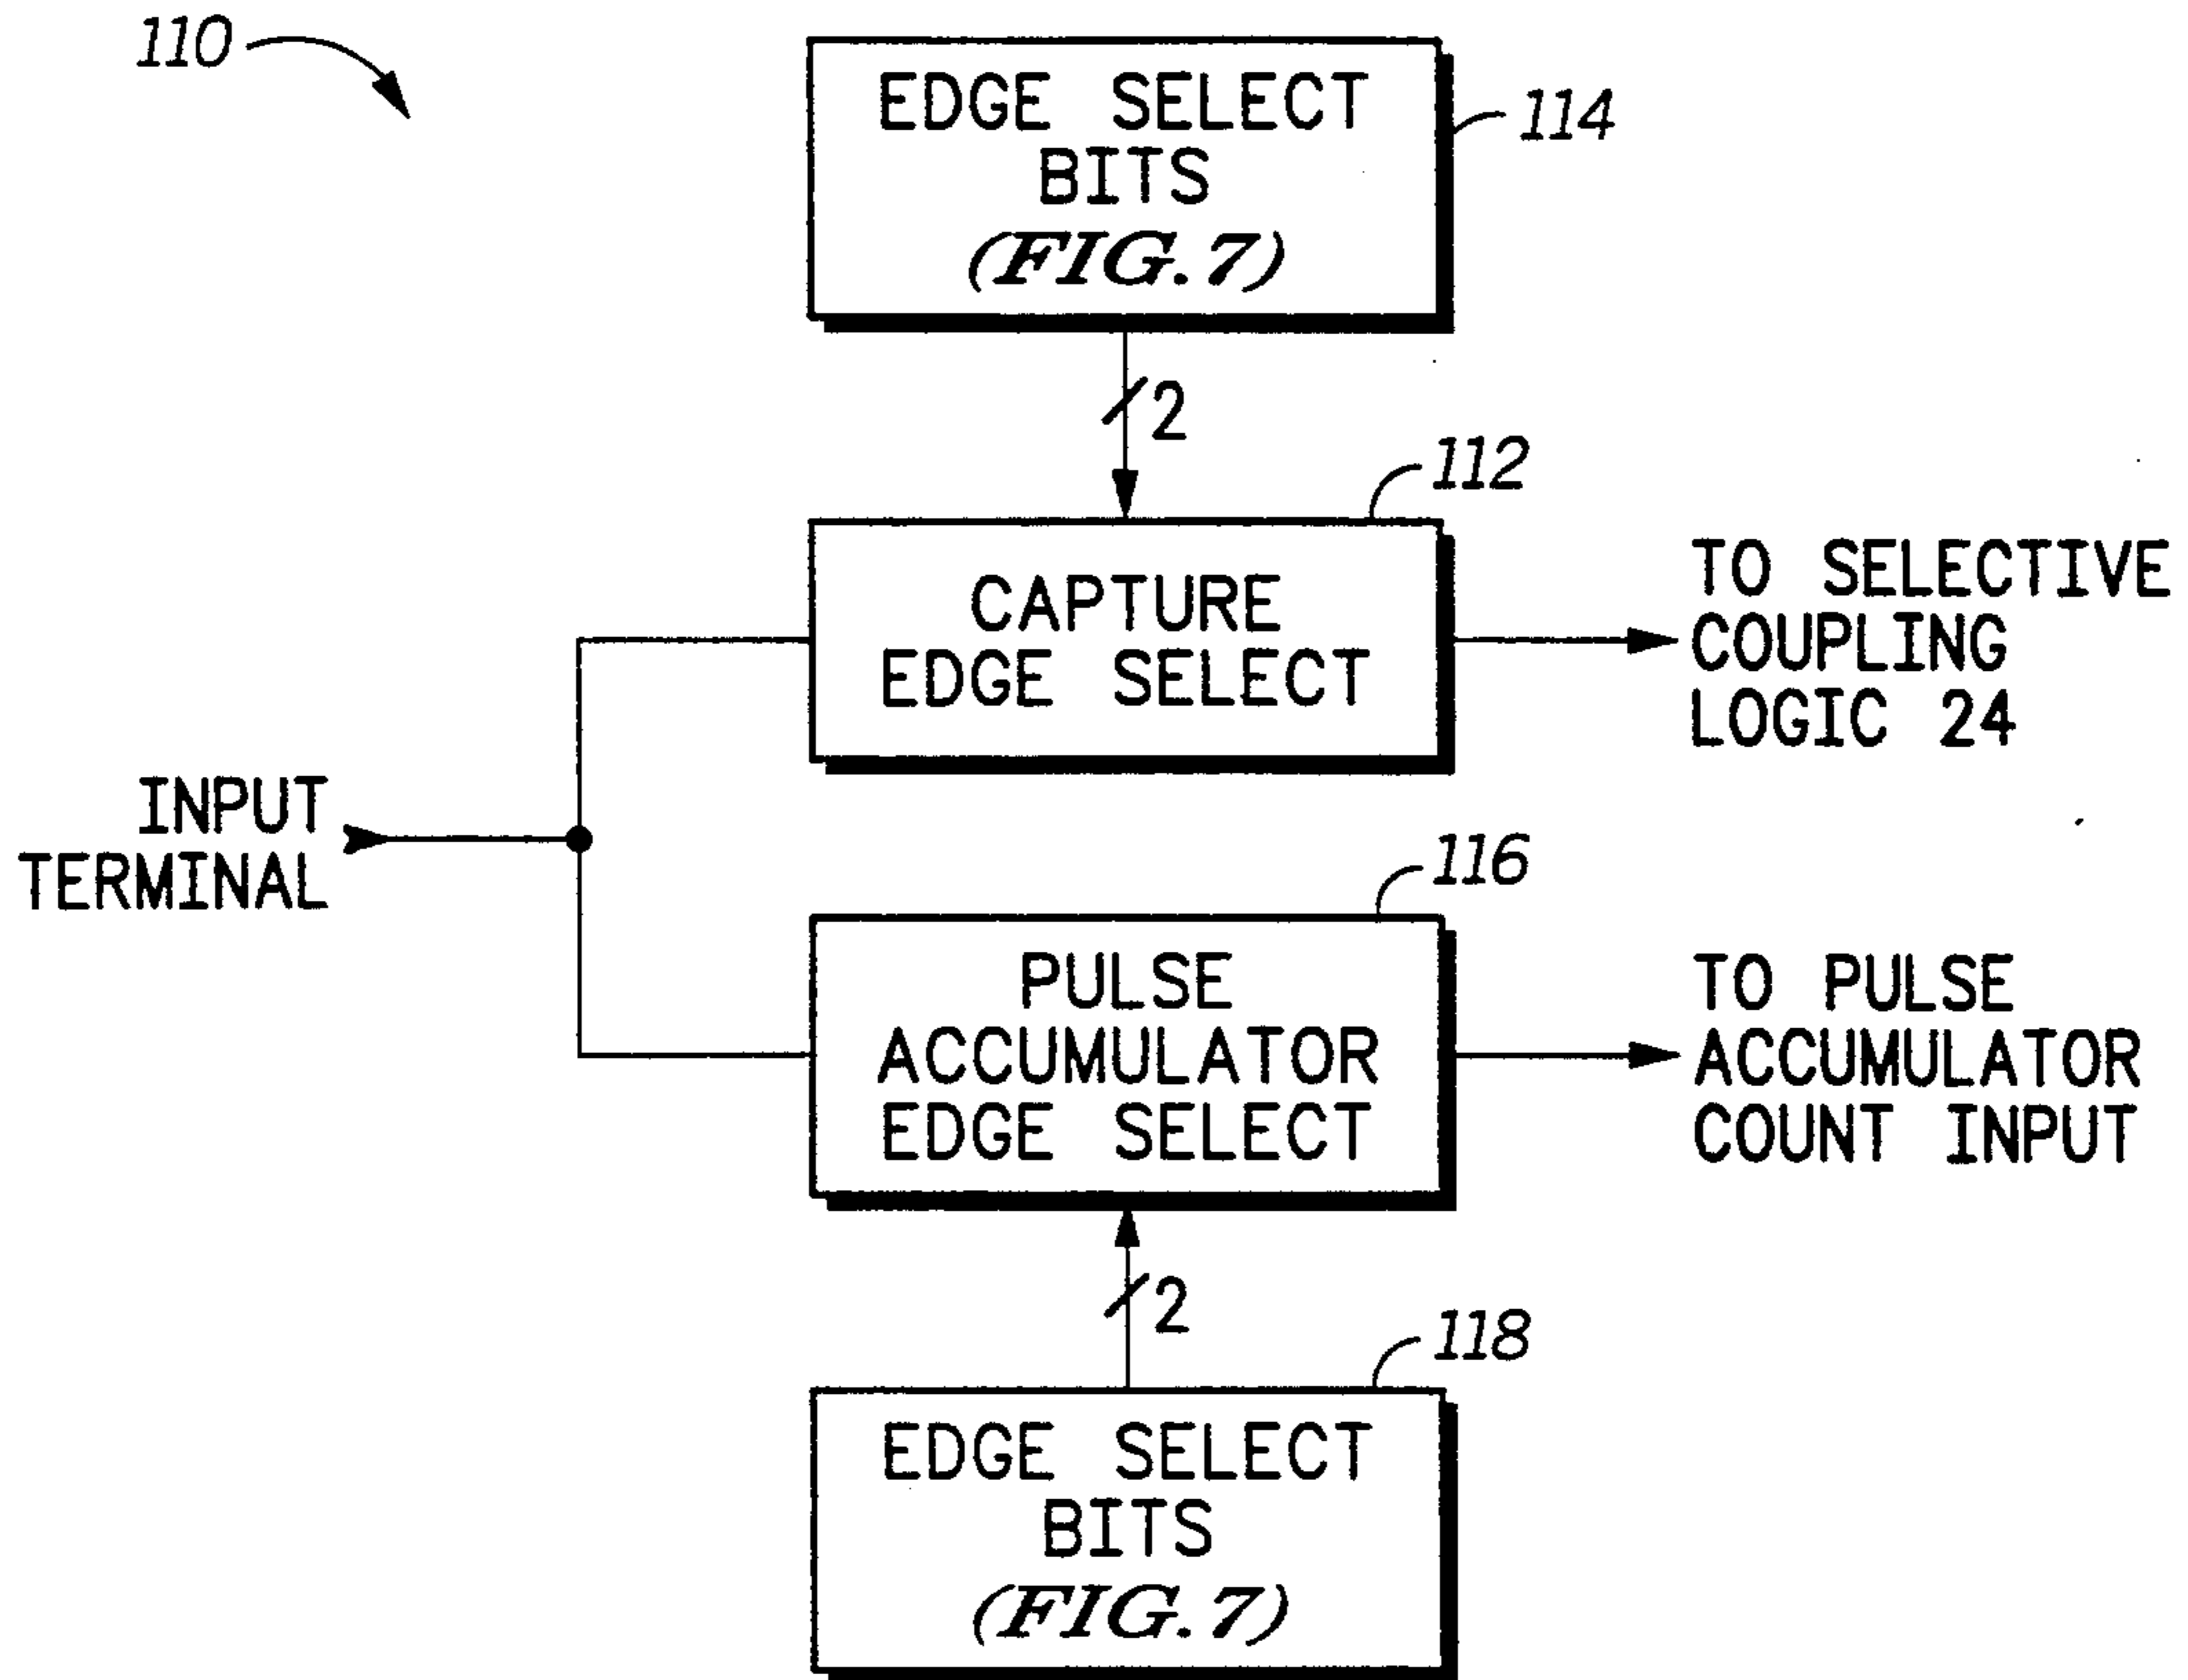 110
EDGE SELECT
BITS
(FIG. 7)
114
2
112
CAPTURE
EDGE SELECT
TO SELECTIVE
COUPLING
LOGIC 24
INPUT
TERMINAL
116
PULSE
ACCUMULATOR
EDGE SELECT
TO PULSE
ACCUMULATOR
COUNT INPUT
2
118
EDGE SELECT
BITS
(FIG. 7)